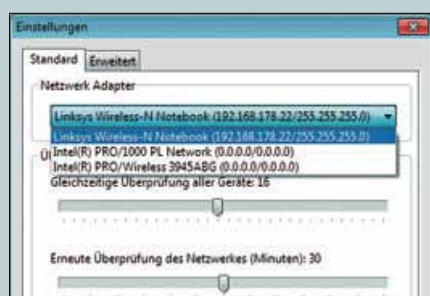 Einstellungen
Standard Erweitert
Netzwerk Adapter
Linksys Wireless-N Notebook (192.168.178.22/255.255.255.0)
Linksys Wireless-N Notebook (192.168.178.22/255.255.255.0)
Intel(R) PRO/1000 PL Network (0.0.0.0/0.0.0.0)
Intel(R) PRO/Wireless 3945ABG (0.0.0.0/0.0.0.0)
Gleichzeitige Überprüfung aller Geräte: 16
Erneute Überprüfung des Netzwerkes (Minuten): 30